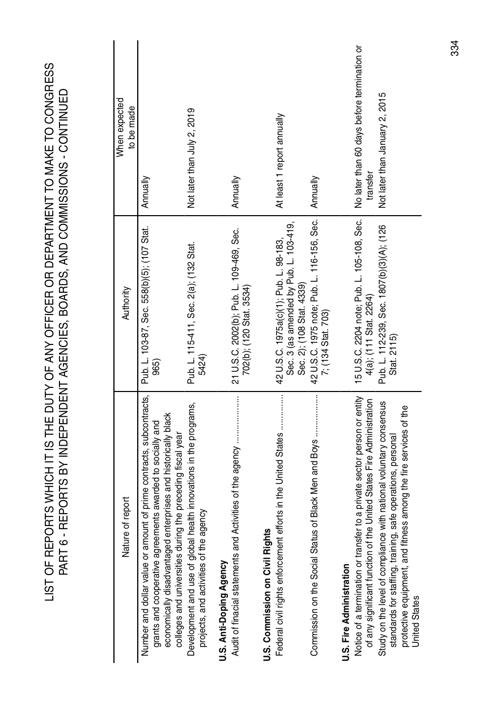 LIST OF REPORTS WHICH IT IS THE DUTY OF ANY OFFICER OR DEPARTMENT TO MAKE TO CONGRESS
PART 6 - REPORTS BY INDEPENDENT AGENCIES, BOARDS, AND COMMISSIONS - CONTINUED
Nature of report
Authority
When expected
to be made
Number and dollar value or amount of prime contracts, subcontracts,
grants and cooperative agreements awarded to socially and
economically disadvantaged enterprises and historically black
colleges and universities during the preceding fiscal year
Pub. L. 103-87, Sec. 558(b)(5); (107 Stat.
965)
Annually
Development and use of global health innovations in the programs,
projects, and activities of the agency
Pub. L. 115-411, Sec. 2(a); (132 Stat.
5424)
Not later than July 2, 2019
U.S. Anti-Doping Agency
Audit of finacial statements and Activities of the agency ...................
21 U.S.C. 2002(b); Pub. L. 109-469, Sec.
702(b); (120 Stat. 3534)
Annually
U.S. Commission on Civil Rights
Federal civil rights enforcement efforts in the United States .............
42 U.S.C. 1975a(c)(1); Pub. L. 98-183,
Sec. 3 (as amended by Pub. L. 103-419,
Sec. 2); (108 Stat. 4339)
At least 1 report annually
Commission on the Social Status of Black Men and Boys .................
42 U.S.C. 1975 note; Pub. L. 116-156, Sec.
7; (134 Stat. 703)
Annually
U.S. Fire Administration
Notice of a termination or transfer to a private sector person or entity
of any significant function of the United States Fire Administration
15 U.S.C. 2204 note; Pub. L. 105-108, Sec.
4(a); (111 Stat. 2264)
No later than 60 days before termination or
transfer
Study on the level of compliance with national voluntary consensus
standards for staffing, training, safe operations, personal
protective equipment, and fitness among the fire services of the
United States
Pub. L. 112-239, Sec. 1807(b)(3)(A); (126
Stat. 2115)
Not later than January 2, 2015
334